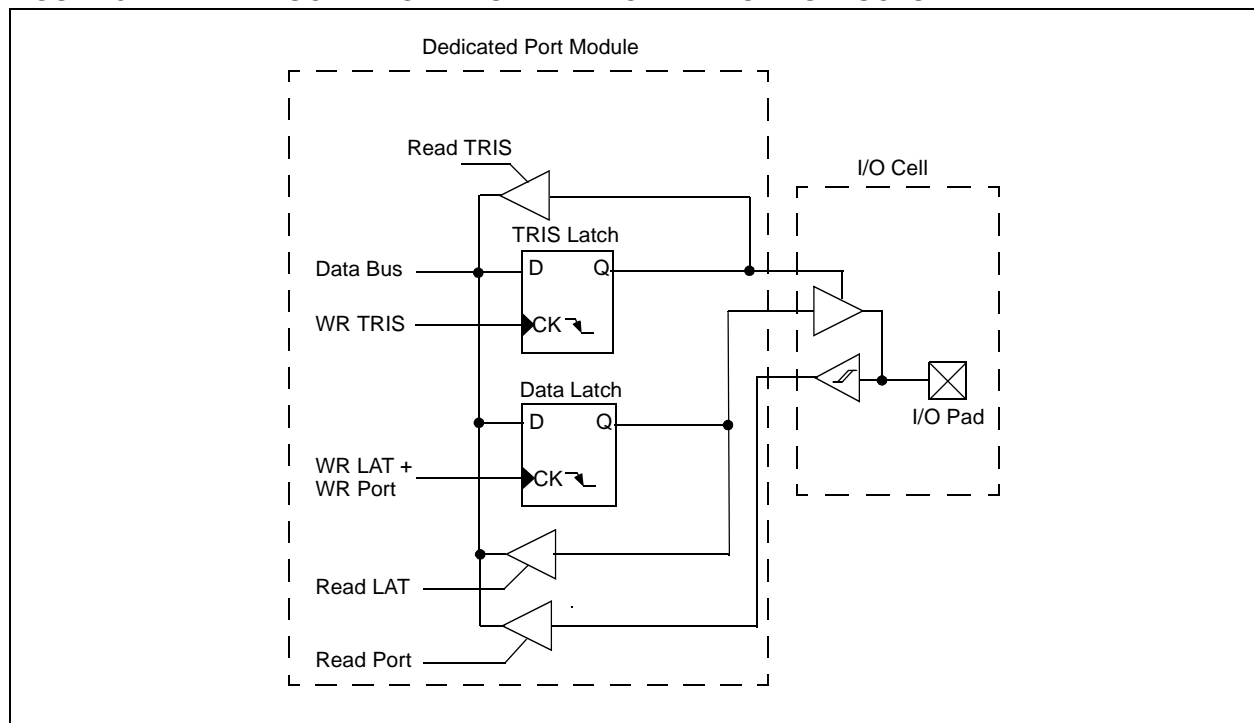 Dedicated Port Module
Read TRIS
I/O Cell
TRIS Latch
Data Bus
D
Q
WR TRIS
CK
Data Latch
I/O Pad
D
Q
WR LAT +
WR Port
CK
Read LAT
Read Port